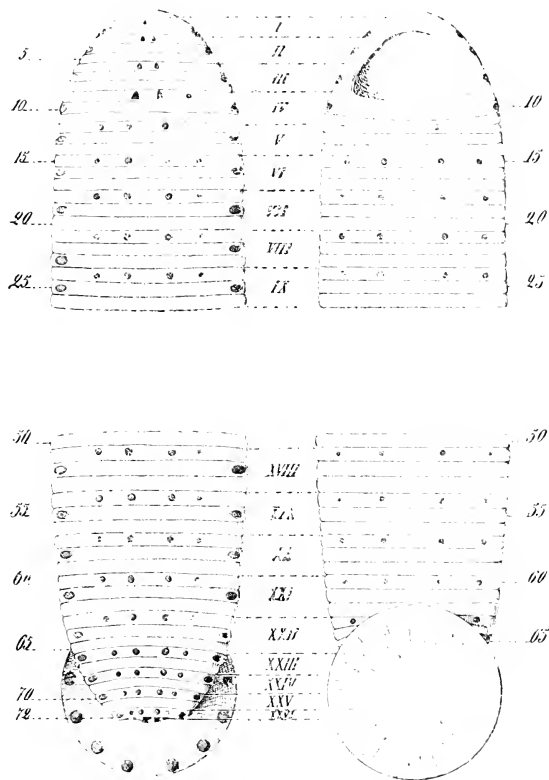 I
II
5
III
10 IV 10
V
15 VI 15
VII
20 20
VIII
25 IX 25
50 50
XVIII
55 XIX 55
XX
60 60
XXI
65 XXII 65
XXIII
XXIV
70
XXV
72 XXVI